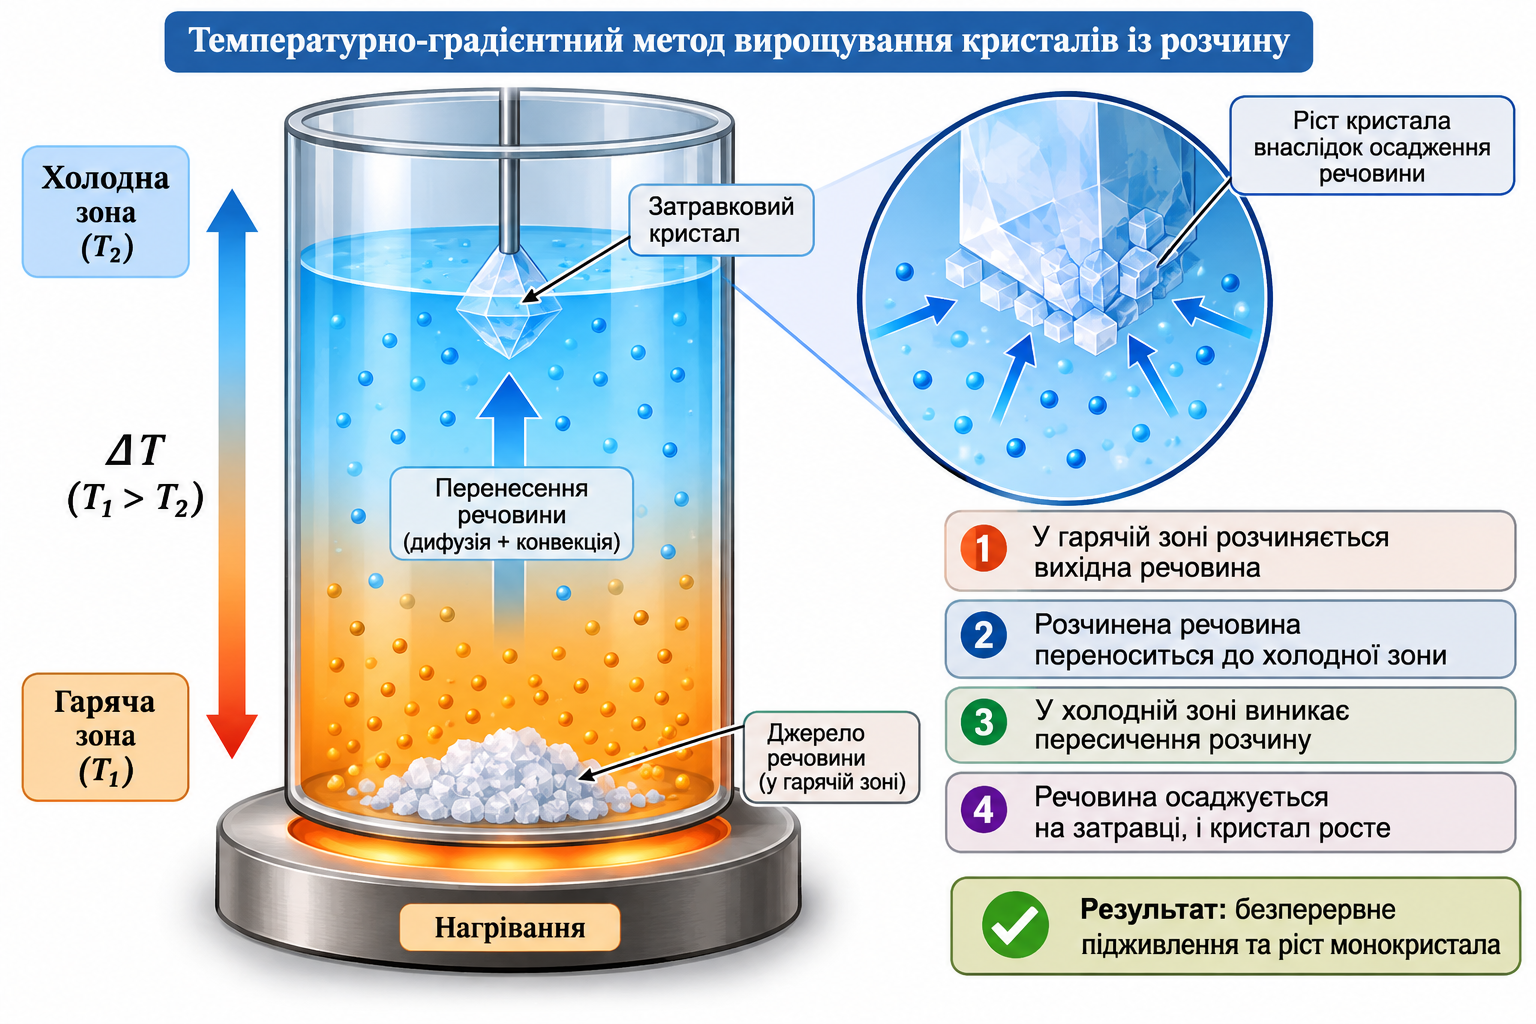 Температурно-градієнтний метод вирощування кристалів із розчину
Холодна
зона
(T₂)
ΔT
(T₁ > T₂)
Гаряча
зона
(T₁)
Затравковий
кристал
Перенесення
речовини
(дифузія + конвекція)
Джерело
речовини
(у гарячій зоні)
Нагрівання
Ріст кристала
внаслідок осадження
речовини
1 У гарячій зоні розчиняється
вихідна речовина
2 Розчинена речовина
переноситься до холодної зони
3 У холодній зоні виникає
пересичення розчину
4 Речовина осаджується
на затравці, і кристал росте
Результат: безперервне
підживлення та ріст монокристала